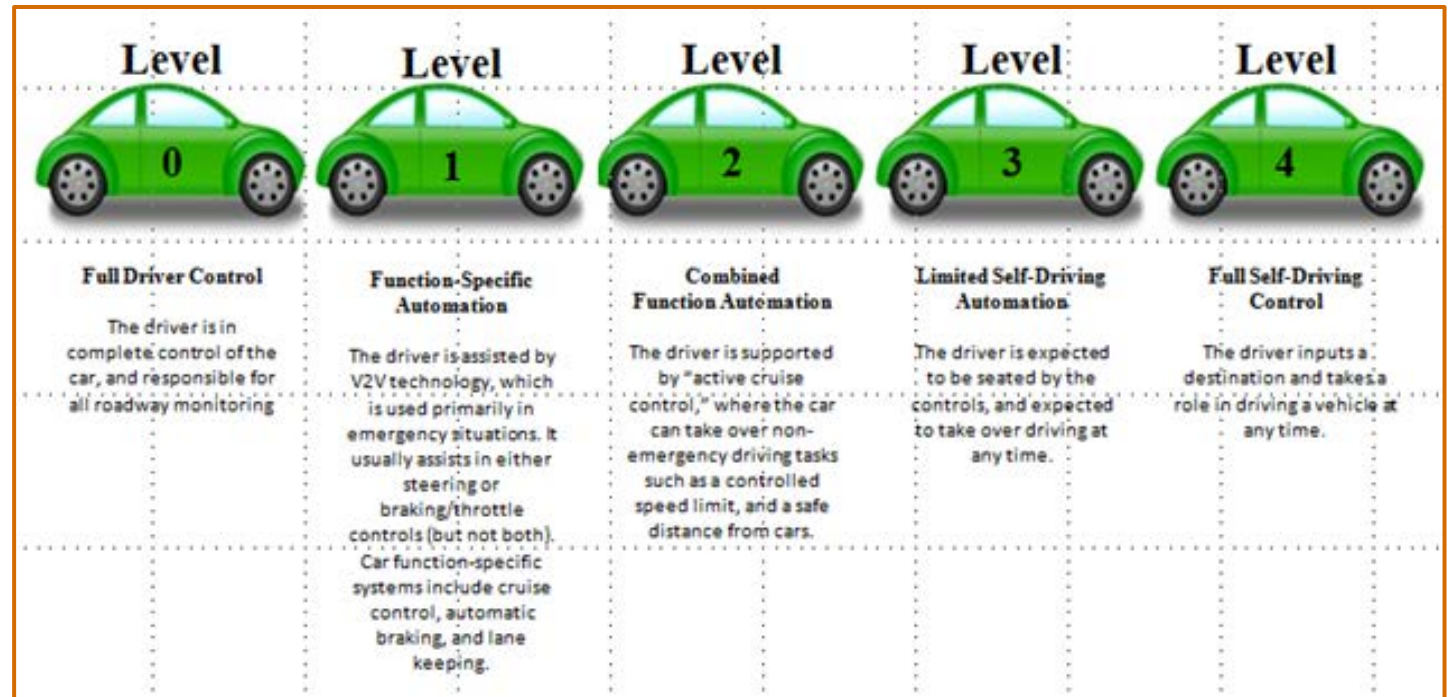 Level
0
Full Driver Control
The driver is in
complete control of the
car, and responsible for
all roadway monitoring
Level
1
Function-Specific
Automation
The driver is assisted by
V2V technology, which
is used primarily in
emergency situations. It
usually assists in either
steering or
braking/throttle
controls (but not both).
Car function-specific
systems include cruise
control, automatic
braking, and lane
keeping.
Level
2
Combined
Function Automation
The driver is supported
by “active cruise
control,” where the car
can take over non-
emergency driving tasks
such as a controlled
speed limit, and a safe
distance from cars.
Level
3
Limited Self-Driving
Automation
The driver is expected
to be seated by the
controls, and expected
to take over driving at
any time.
Level
4
Full Self-Driving
Control
The driver inputs a
destination and takes a
role in driving a vehicle at
any time.